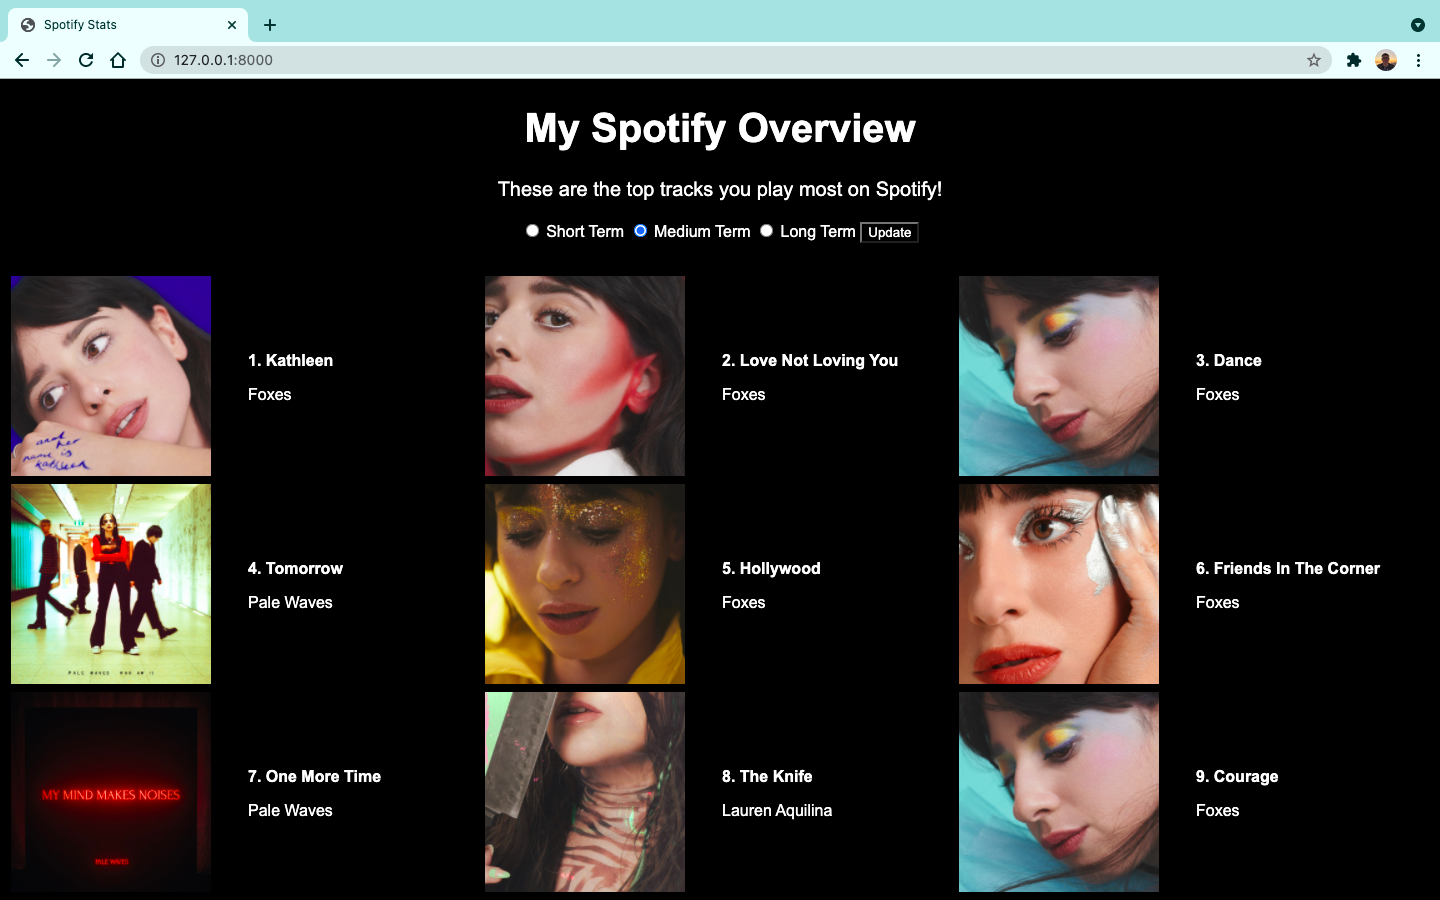 Spotify Stats
127.0.0.1:8000
My Spotify Overview
These are the top tracks you play most on Spotify!
Short Term Medium Term Long Term Update
1. Kathleen
Foxes
and her
name is
kathleen
2. Love Not Loving You
Foxes
3. Dance
Foxes
4. Tomorrow
Pale Waves
PALE WAVES WHO AM I?
5. Hollywood
Foxes
6. Friends In The Corner
Foxes
7. One More Time
Pale Waves
MY MIND MAKES NOISES
PALE WAVES
8. The Knife
Lauren Aquilina
9. Courage
Foxes